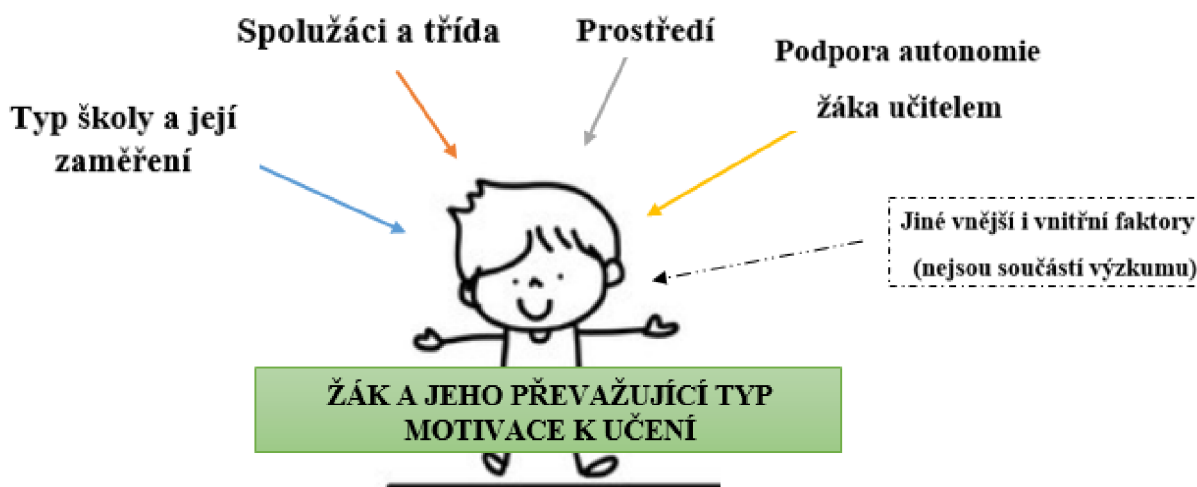 Spolužáci a třída
Prostředí
Podpora autonomie
žáka učitelem
Typ školy a její
zaměření
Jiné vnější i vnitřní faktory
(nejsou součástí výzkumu)
ŽÁK A JEHO PŘEVAŽUJÍCÍ TYP
MOTIVACE K UČENÍ